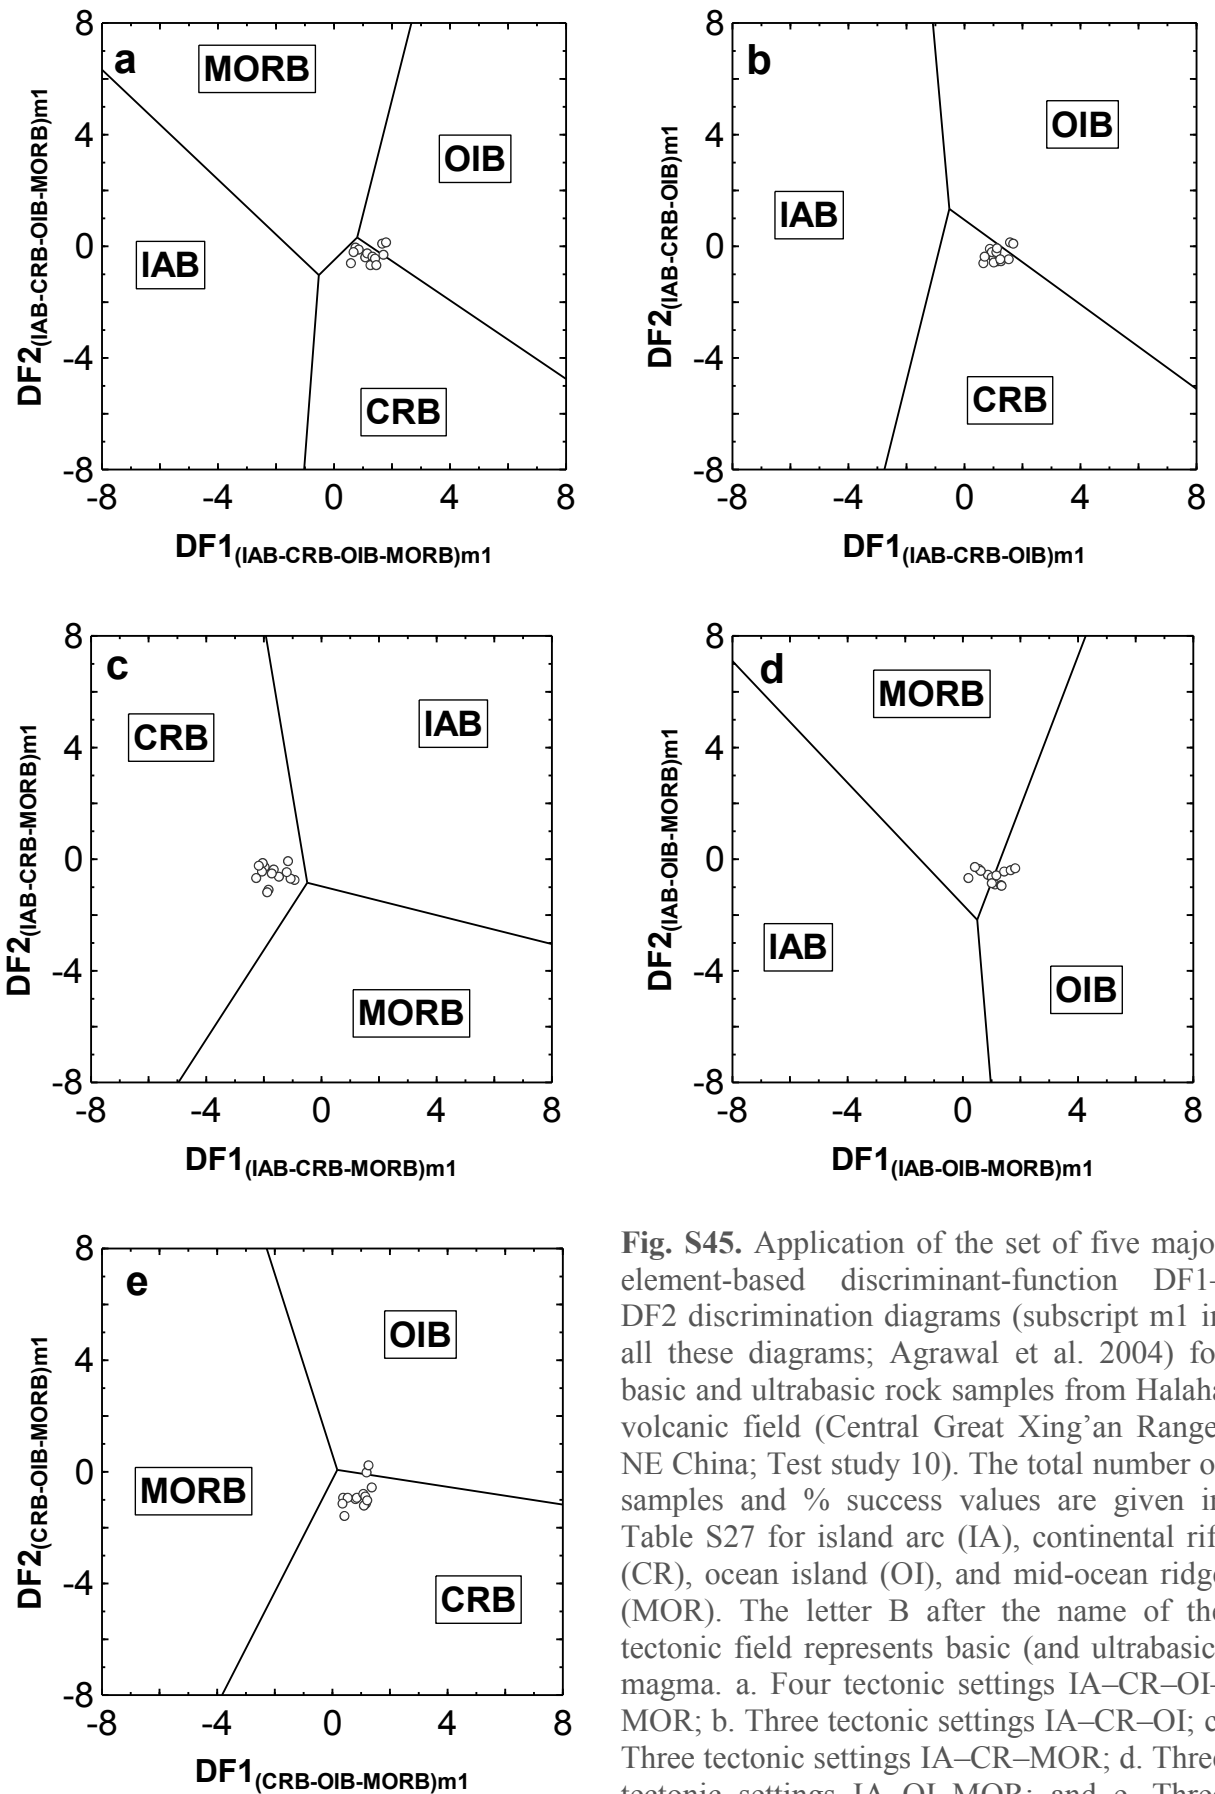 8
a
MORB
OIB
IAB
CRB
4
0
-4
-8
-8 -4 0 4 8
DF2(IAB-CRB-OIB-MORB)m1
DF1(IAB-CRB-OIB-MORB)m1
8
b
OIB
IAB
CRB
4
0
-4
-8
-8 -4 0 4 8
DF2(IAB-CRB-OIB)m1
DF1(IAB-CRB-OIB)m1
8
c
CRB
IAB
MORB
4
0
-4
-8
-8 -4 0 4 8
DF2(IAB-CRB-MORB)m1
DF1(IAB-CRB-MORB)m1
8
d
MORB
IAB
OIB
4
0
-4
-8
-8 -4 0 4 8
DF2(IAB-OIB-MORB)m1
DF1(IAB-OIB-MORB)m1
8
e
OIB
MORB
CRB
4
0
-4
-8
-8 -4 0 4 8
DF2(CRB-OIB-MORB)m1
DF1(CRB-OIB-MORB)m1
Fig. S45. Application of the set of five major
element-based discriminant-function DF1–
DF2 discrimination diagrams (subscript m1 in
all these diagrams; Agrawal et al. 2004) for
basic and ultrabasic rock samples from Halaha
volcanic field (Central Great Xing’an Range,
NE China; Test study 10). The total number of
samples and % success values are given in
Table S27 for island arc (IA), continental rift
(CR), ocean island (OI), and mid-ocean ridge
(MOR). The letter B after the name of the
tectonic field represents basic (and ultrabasic)
magma. a. Four tectonic settings IA–CR–OI–
MOR; b. Three tectonic settings IA–CR–OI; c.
Three tectonic settings IA–CR–MOR; d. Three
tectonic settings IA–OI–MOR; and e. Three